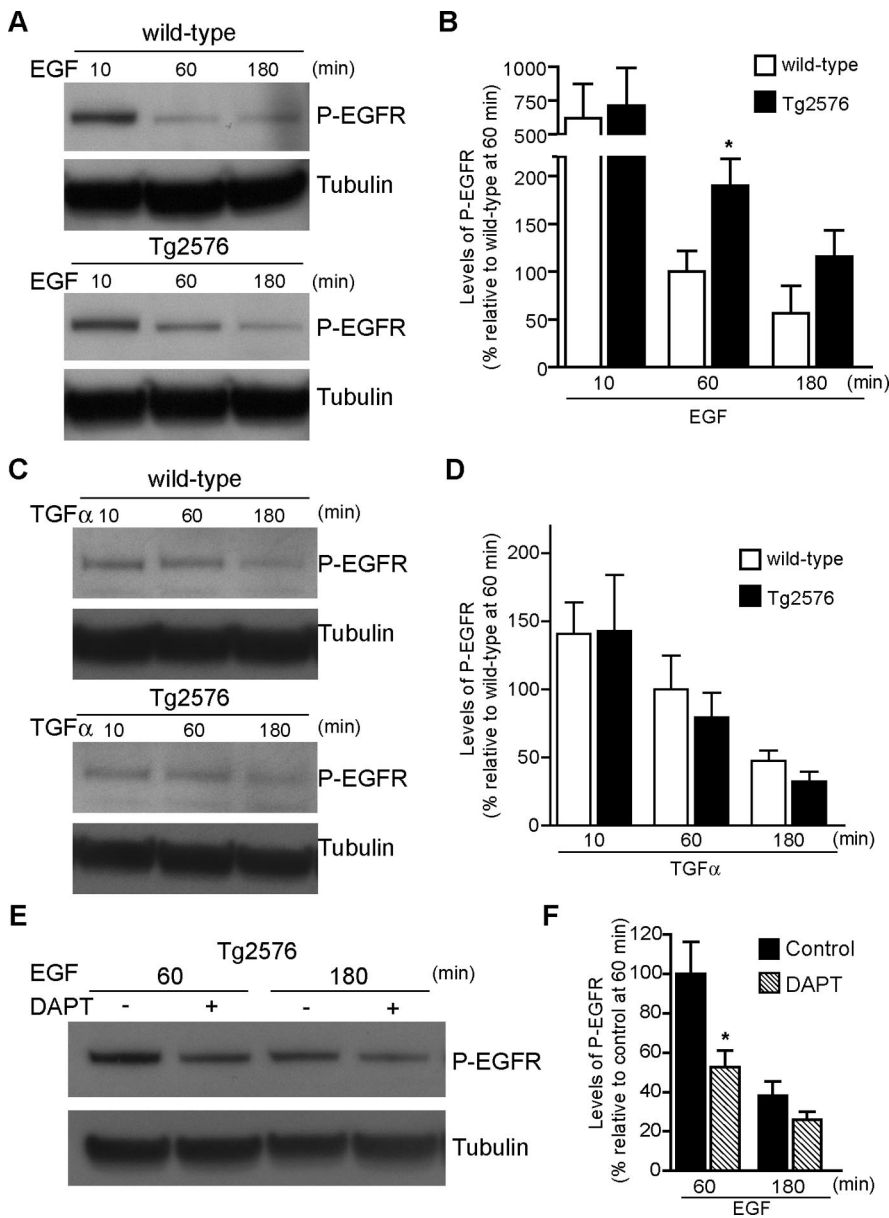 A
wild-type
EGF 10 60 180 (min)
P-EGFR
Tubulin
Tg2576
EGF 10 60 180 (min)
P-EGFR
Tubulin
B
Levels of P-EGFR
(% relative to wild-type at 60 min)
1000
750
500
200
150
100
50
0
wild-type
Tg2576
*
10 60 180 (min)
EGF
C
wild-type
TGFα 10 60 180 (min)
P-EGFR
Tubulin
Tg2576
TGFα 10 60 180 (min)
P-EGFR
Tubulin
D
Levels of P-EGFR
(% relative to wild-type at 60 min)
200
150
100
50
0
wild-type
Tg2576
10 60 180 (min)
TGFα
E
Tg2576
EGF 60 180 (min)
DAPT - + - +
P-EGFR
Tubulin
F
Levels of P-EGFR
(% relative to control at 60 min)
120
100
80
60
40
20
0
Control
DAPT
*
60 180 (min)
EGF